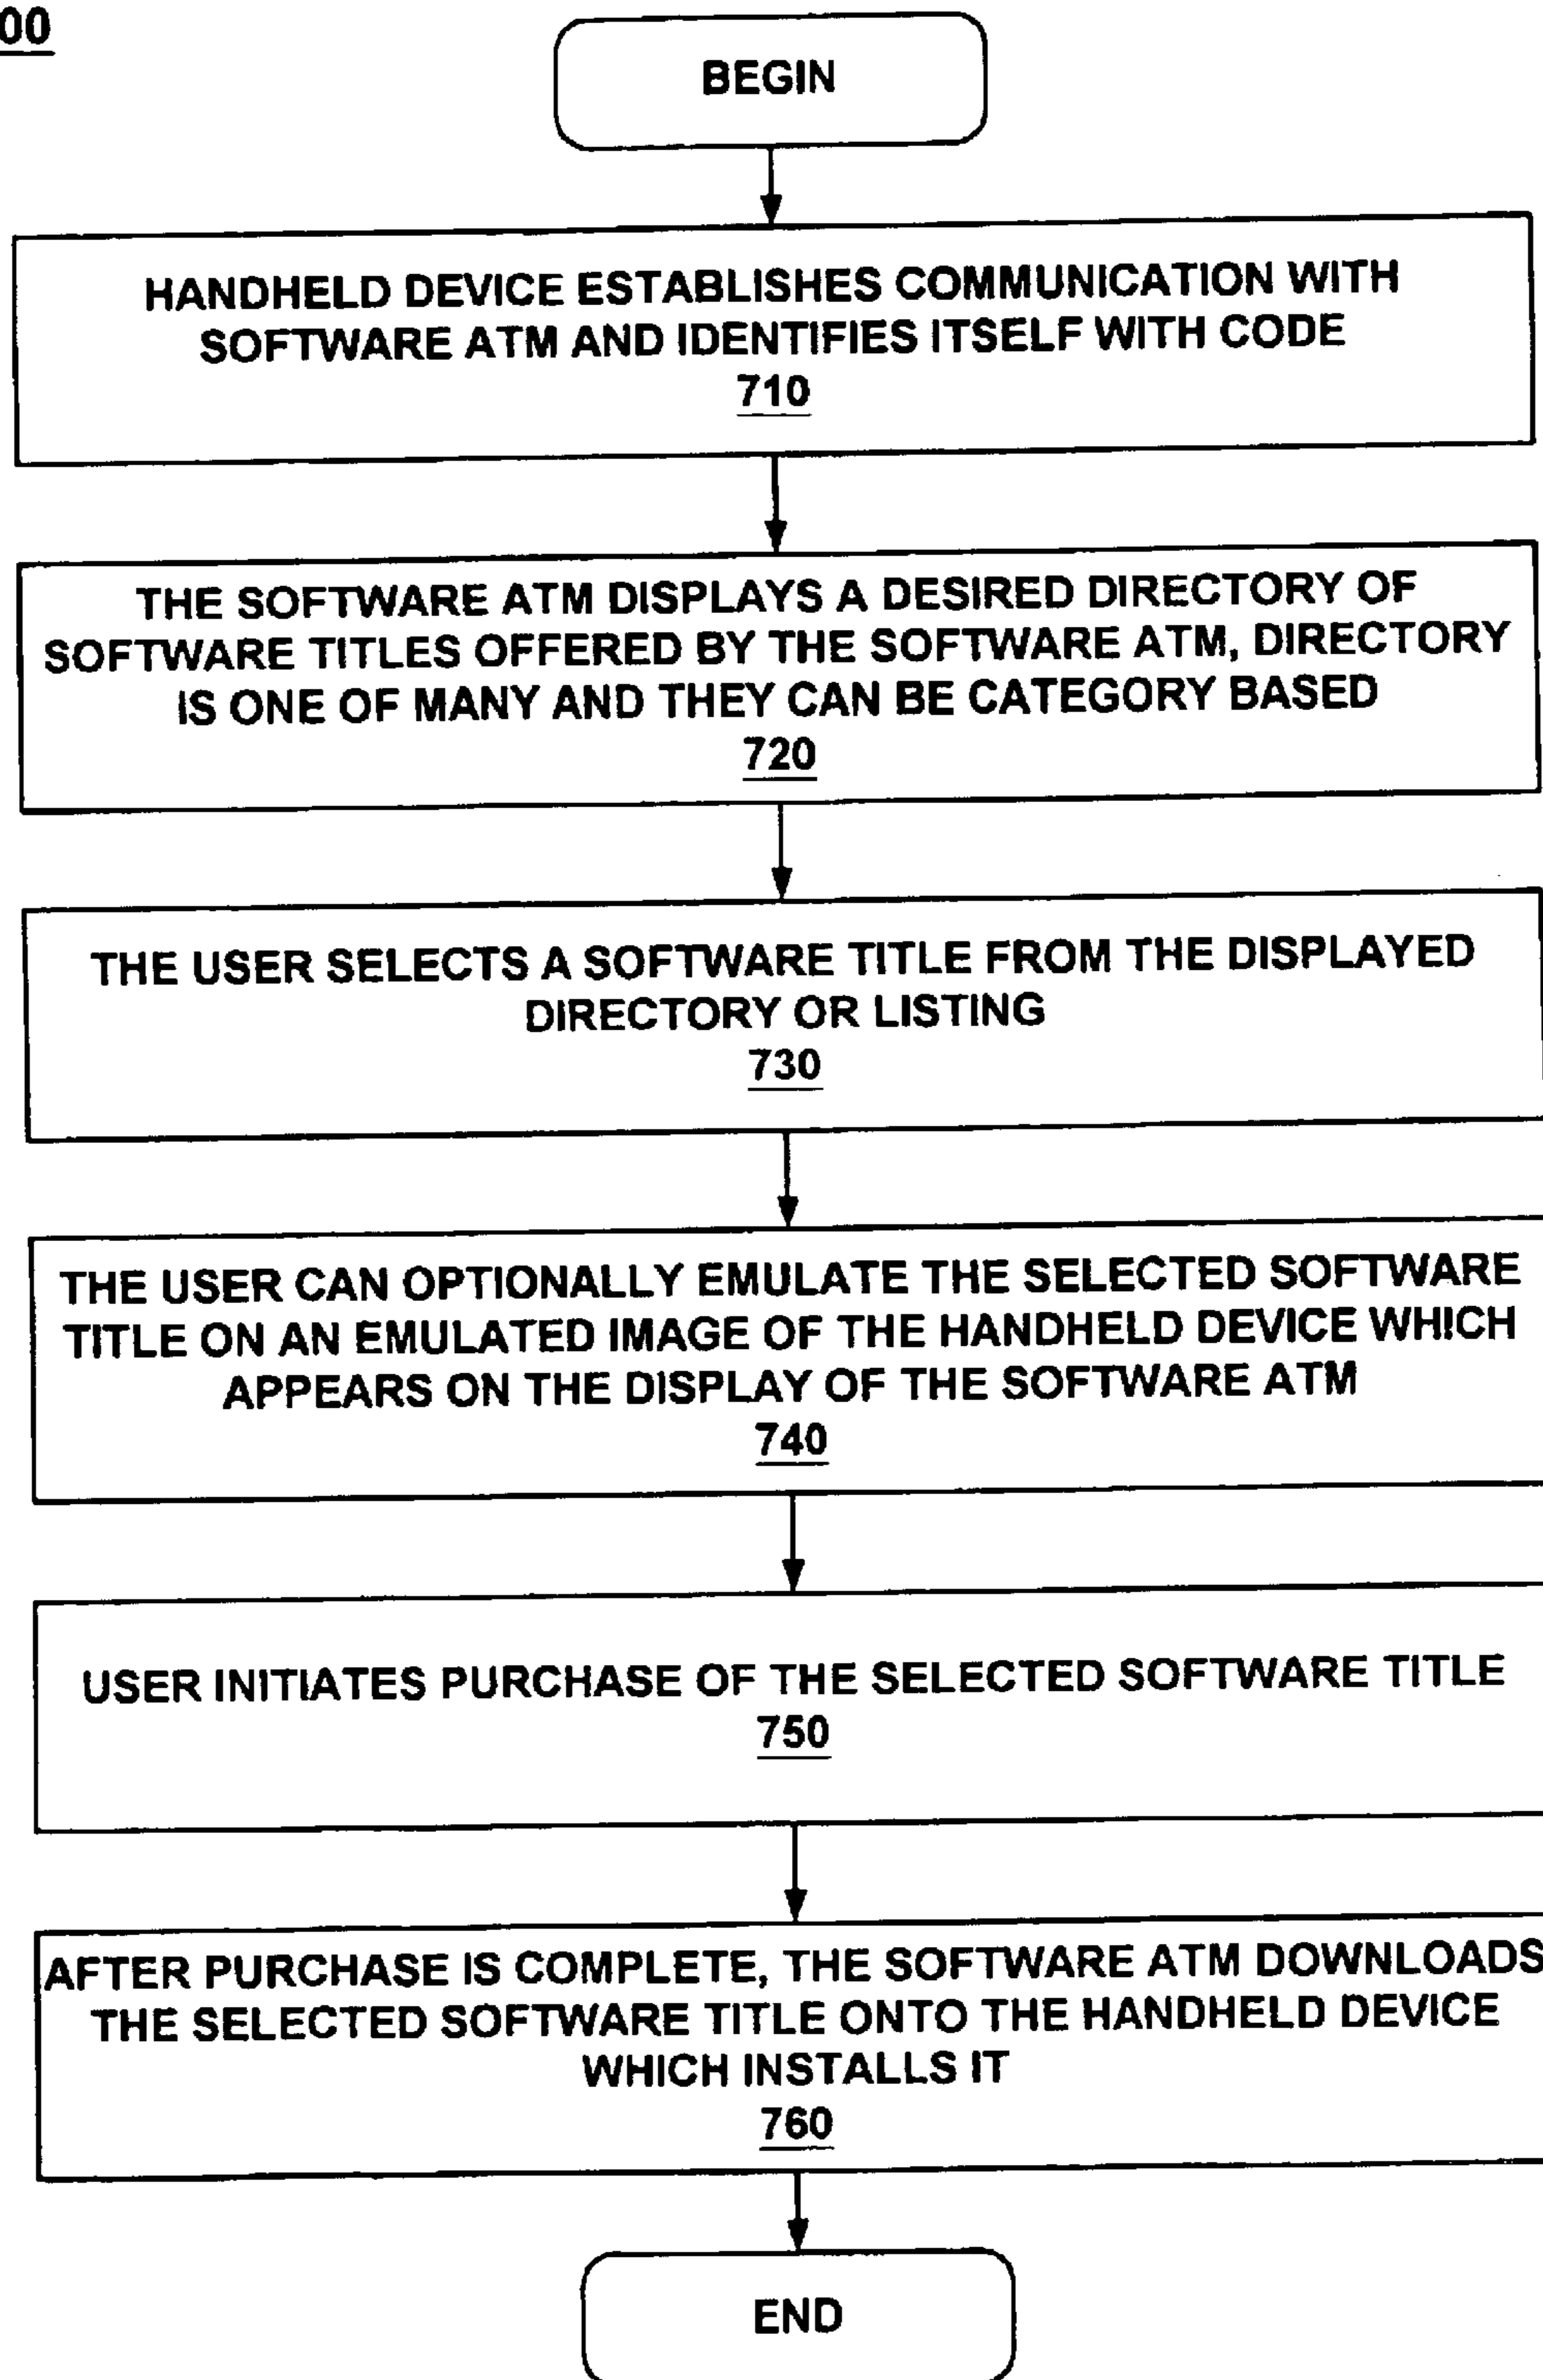 00
BEGIN
HANDHELD DEVICE ESTABLISHES COMMUNICATION WITH
SOFTWARE ATM AND IDENTIFIES ITSELF WITH CODE
710
THE SOFTWARE ATM DISPLAYS A DESIRED DIRECTORY OF
SOFTWARE TITLES OFFERED BY THE SOFTWARE ATM, DIRECTORY
IS ONE OF MANY AND THEY CAN BE CATEGORY BASED
720
THE USER SELECTS A SOFTWARE TITLE FROM THE DISPLAYED
DIRECTORY OR LISTING
730
THE USER CAN OPTIONALLY EMULATE THE SELECTED SOFTWARE
TITLE ON AN EMULATED IMAGE OF THE HANDHELD DEVICE WHICH
APPEARS ON THE DISPLAY OF THE SOFTWARE ATM
740
USER INITIATES PURCHASE OF THE SELECTED SOFTWARE TITLE
750
AFTER PURCHASE IS COMPLETE, THE SOFTWARE ATM DOWNLOADS
THE SELECTED SOFTWARE TITLE ONTO THE HANDHELD DEVICE
WHICH INSTALLS IT
760
END